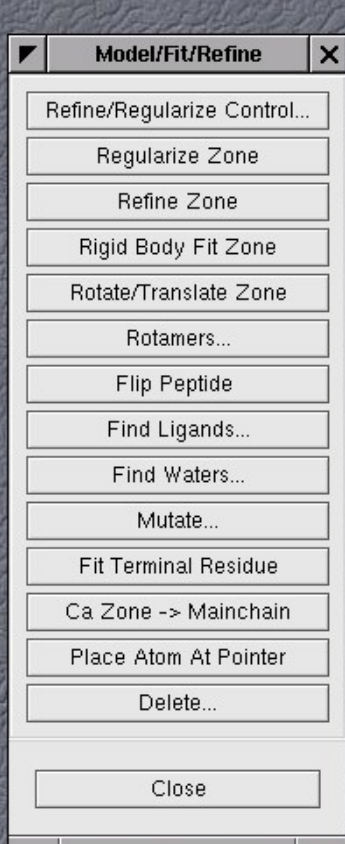 Model/Fit/Refine
Refine/Regularize Control...
Regularize Zone
Refine Zone
Rigid Body Fit Zone
Rotate/Translate Zone
Rotamers...
Flip Peptide
Find Ligands...
Find Waters...
Mutate...
Fit Terminal Residue
Ca Zone -> Mainchain
Place Atom At Pointer
Delete...
Close